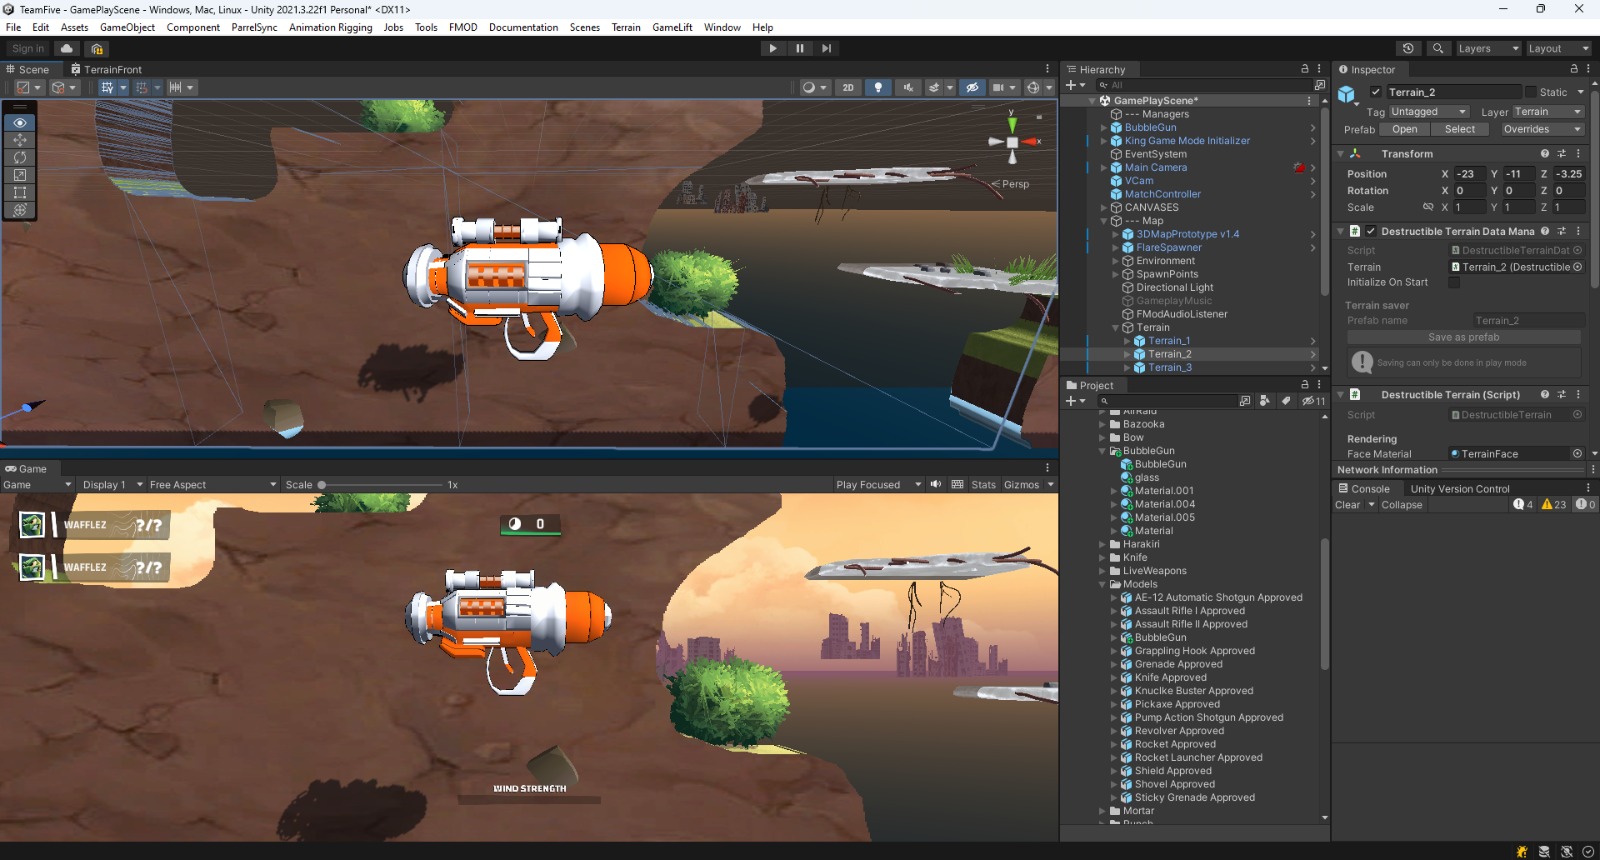 TeamFive - GamePlayScene - Windows, Mac, Linux - Unity 2021.3.22f1 Personal* <DX11>
File Edit Assets GameObject Component ParrelSync Animation Rigging Jobs Tools FMOD Documentation Scenes Terrain GameLift Window Help
Sign in
Layers
Layout
Scene
TerrainFront
2D
y
x
Persp
Game
Game
Display 1
Free Aspect
Scale
1x
Play Focused
Stats
Gizmos
WAFFLEZ ?/?
WAFFLEZ ?/?
0
WIND STRENGTH
Hierarchy
All
GamePlayScene*
--- Managers
BubbleGun
King Game Mode Initializer
EventSystem
Main Camera
VCam
MatchController
CANVASES
--- Map
3DMapPrototype v1.4
FlareSpawner
Environment
SpawnPoints
Directional Light
GameplayMusic
FModAudioListener
Terrain
Terrain_1
Terrain_2
Terrain_3
Project
11
AirRaid
Bazooka
Bow
BubbleGun
BubbleGun
glass
Material.001
Material.004
Material.005
Material
Harakiri
Knife
LiveWeapons
Models
AE-12 Automatic Shotgun Approved
Assault Rifle I Approved
Assault Rifle II Approved
BubbleGun
Grappling Hook Approved
Grenade Approved
Knife Approved
Knuclke Buster Approved
Pickaxe Approved
Pump Action Shotgun Approved
Revolver Approved
Rocket Approved
Rocket Launcher Approved
Shield Approved
Shovel Approved
Sticky Grenade Approved
Mortar
Punch
Inspector
Terrain_2
Static
Tag Untagged Layer Terrain
Prefab Open Select Overrides
Transform
Position X -23 Y -11 Z -3.25
Rotation X 0 Y 0 Z 0
Scale X 1 Y 1 Z 1
Destructible Terrain Data Mana
Script DestructibleTerrainDat
Terrain Terrain_2 (Destructible
Initialize On Start
Terrain saver
Prefab name Terrain_2
Save as prefab
Saving can only be done in play mode
Destructible Terrain (Script)
Script DestructibleTerrain
Rendering
Face Material TerrainFace
Network Information
Console
Unity Version Control
Clear Collapse 4 23 0